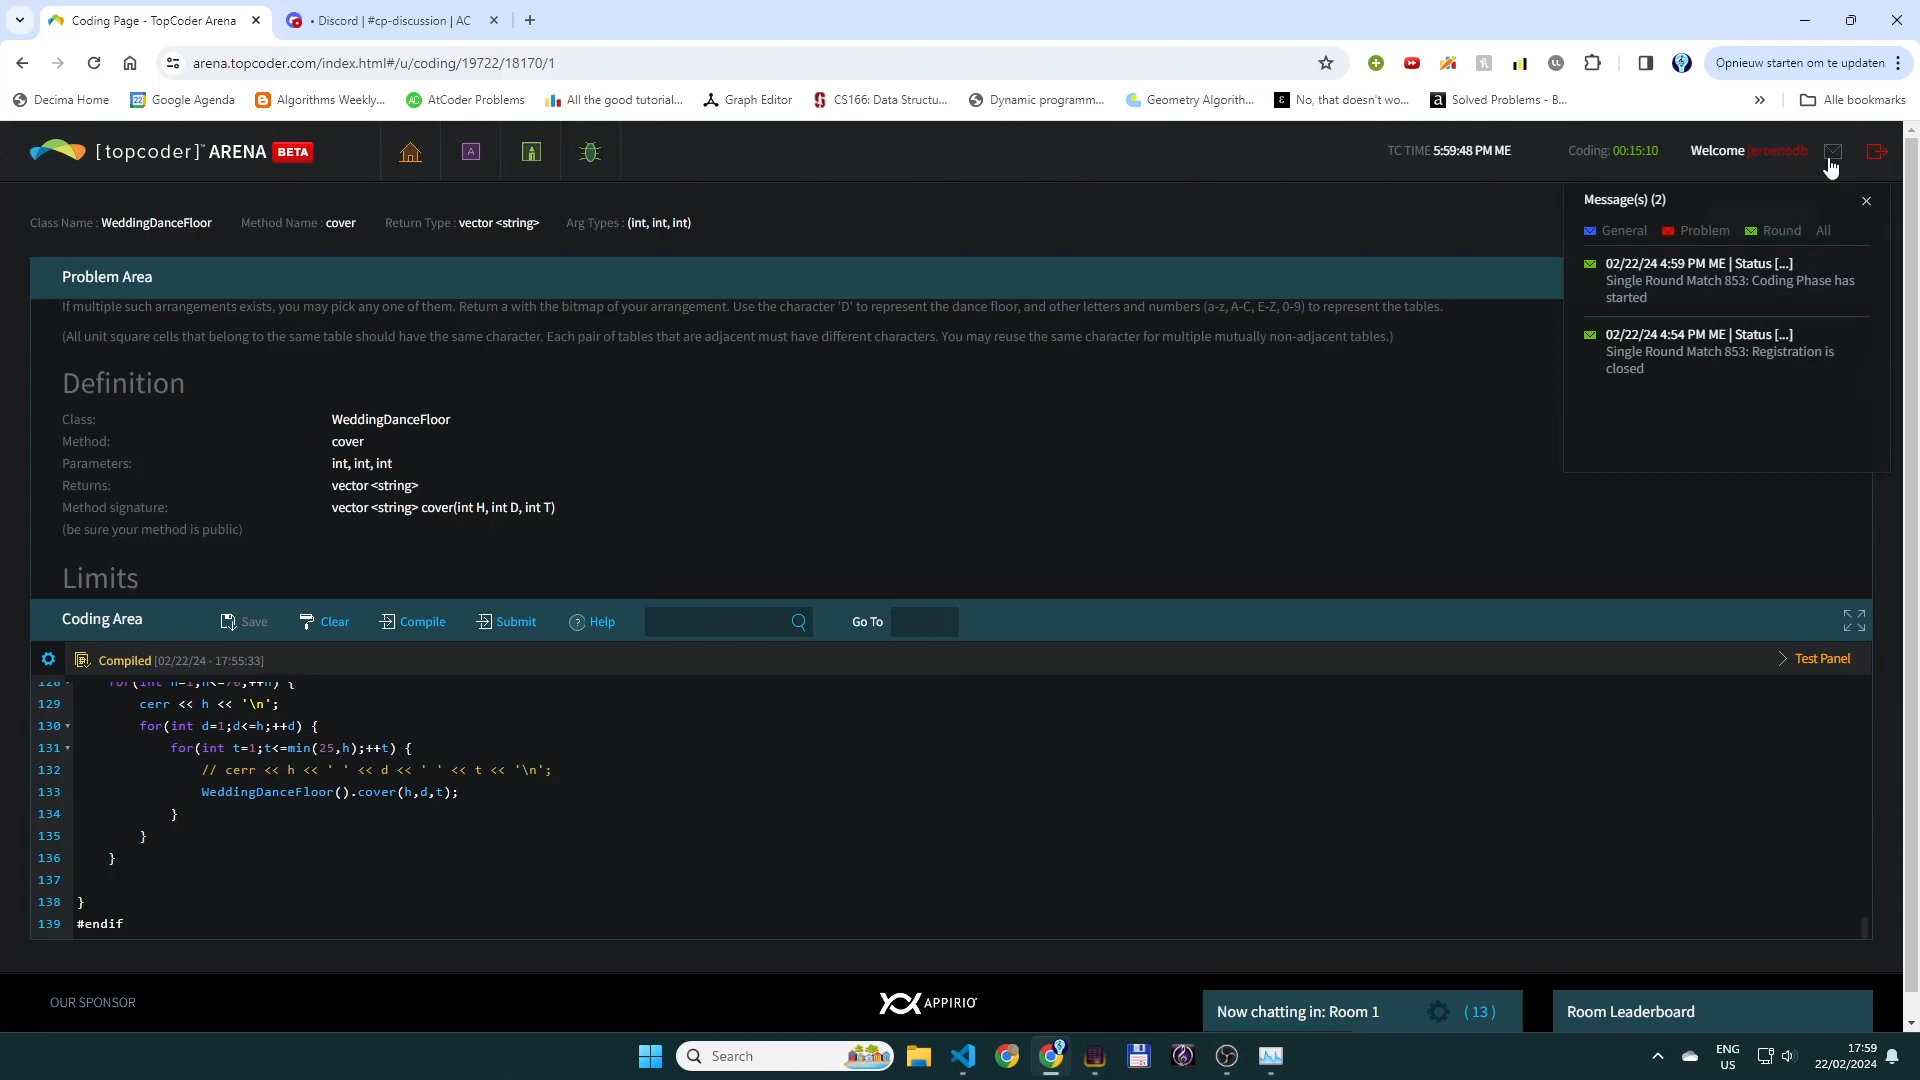 Coding Page - TopCoder Arena
• Discord | #cp-discussion | AC
arena.topcoder.com/index.html#/u/coding/19722/18170/1
Opnieuw starten om te updaten
Decima Home
Google Agenda
Algorithms Weekly...
AtCoder Problems
All the good tutorial...
Graph Editor
CS166: Data Structu...
Dynamic programm...
Geometry Algorith...
No, that doesn't wo...
Solved Problems - B...
Alle bookmarks
[topcoder]™ ARENA BETA
TC TIME 5:59:48 PM ME
Coding: 00:15:10
Welcome jeroenodb
Class Name : WeddingDanceFloor
Method Name : cover
Return Type : vector <string>
Arg Types : (int, int, int)
Message(s) (2)
General
Problem
Round
All
02/22/24 4:59 PM ME | Status [...]
Single Round Match 853: Coding Phase has
started
02/22/24 4:54 PM ME | Status [...]
Single Round Match 853: Registration is
closed
Problem Area
If multiple such arrangements exists, you may pick any one of them. Return a with the bitmap of your arrangement. Use the character 'D' to represent the dance floor, and other letters and numbers (a-z, A-C, E-Z, 0-9) to represent the tables.
(All unit square cells that belong to the same table should have the same character. Each pair of tables that are adjacent must have different characters. You may reuse the same character for multiple mutually non-adjacent tables.)
Definition
Class: WeddingDanceFloor
Method: cover
Parameters: int, int, int
Returns: vector <string>
Method signature: vector <string> cover(int H, int D, int T)
(be sure your method is public)
Limits
Coding Area
Save
Clear
Compile
Submit
Help
Go To
Compiled [02/22/24 - 17:55:33]
Test Panel
128 for(int h=1;h<=70;++h) {
129 cerr << h << '\n';
130 for(int d=1;d<=h;++d) {
131 for(int t=1;t<=min(25,h);++t) {
132 // cerr << h << ' ' << d << ' ' << t << '\n';
133 WeddingDanceFloor().cover(h,d,t);
134 }
135 }
136 }
137
138 }
139 #endif
OUR SPONSOR
APPIRIO
Now chatting in: Room 1
( 13 )
Room Leaderboard
Search
ENG
US
17:59
22/02/2024